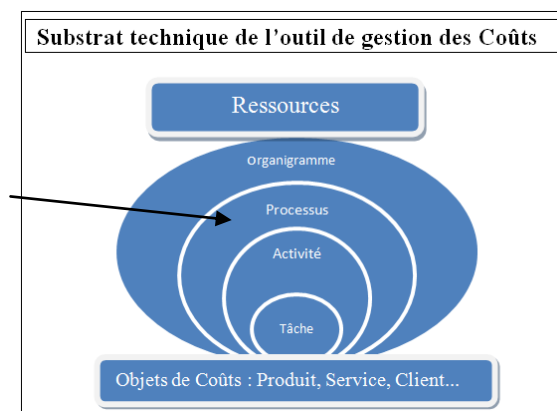 Substrat technique de l'outil de gestion des Coûts
Ressources
Organigramme
Processus
Activité
Tâche
Objets de Coûts : Produit, Service, Client...